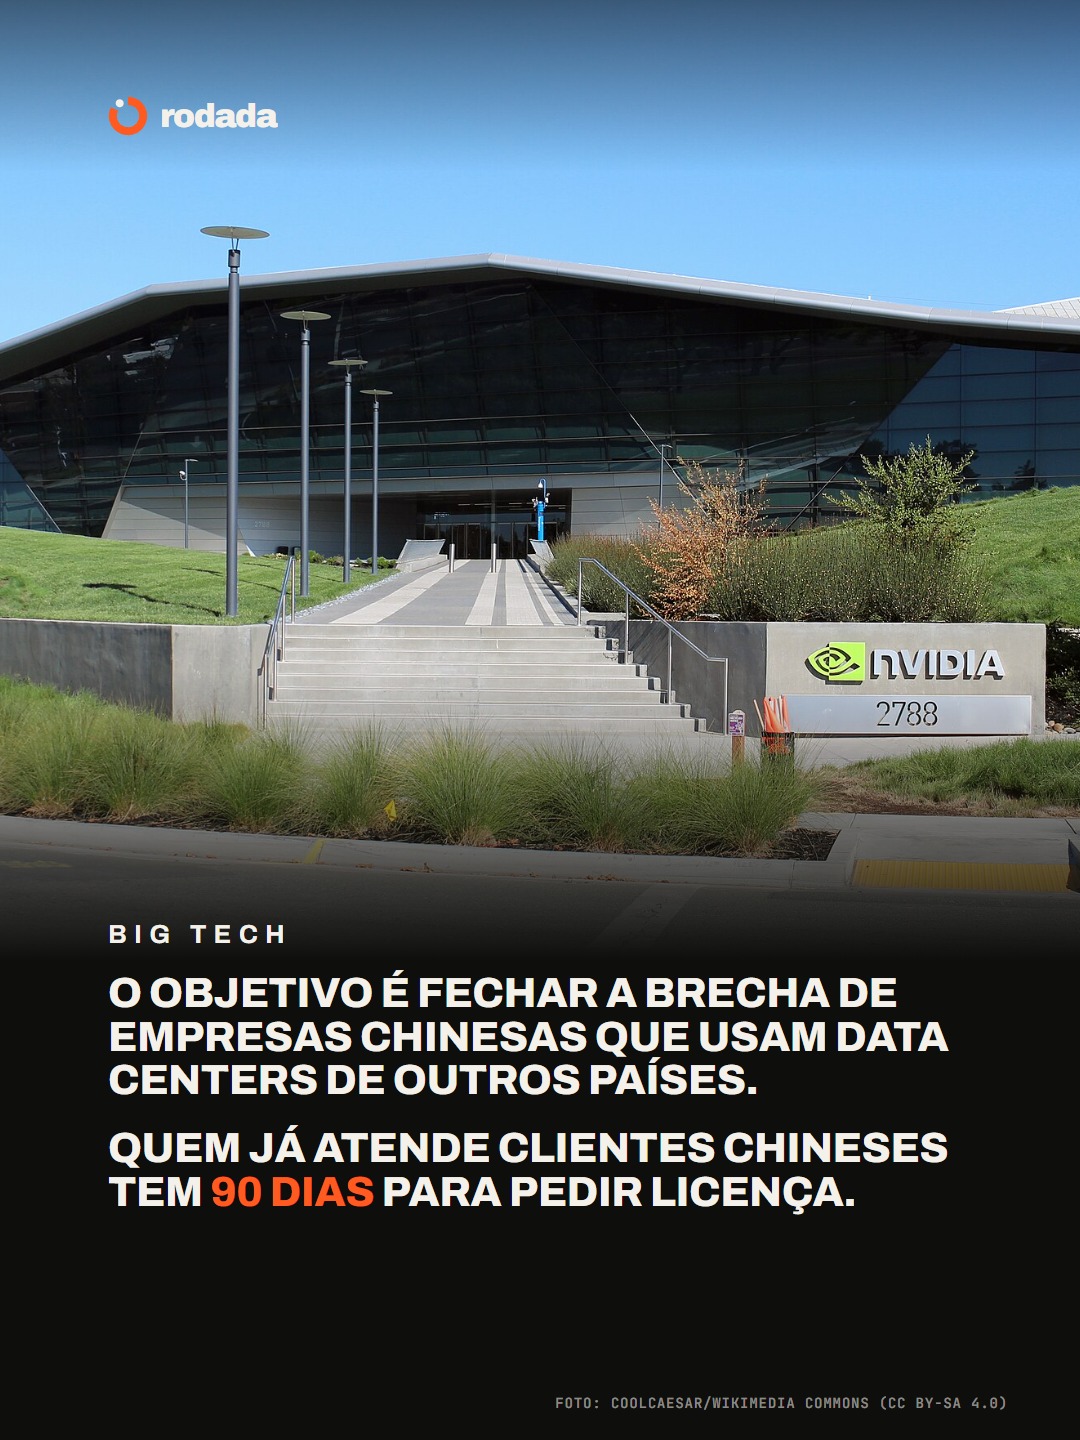 rodada
NVIDIA
2788
BIG TECH
O OBJETIVO É FECHAR A BRECHA DE
EMPRESAS CHINESAS QUE USAM DATA
CENTERS DE OUTROS PAÍSES.
QUEM JÁ ATENDE CLIENTES CHINESES
TEM 90 DIAS PARA PEDIR LICENÇA.
FOTO: COOLCAESAR/WIKIMEDIA COMMONS (CC BY-SA 4.0)